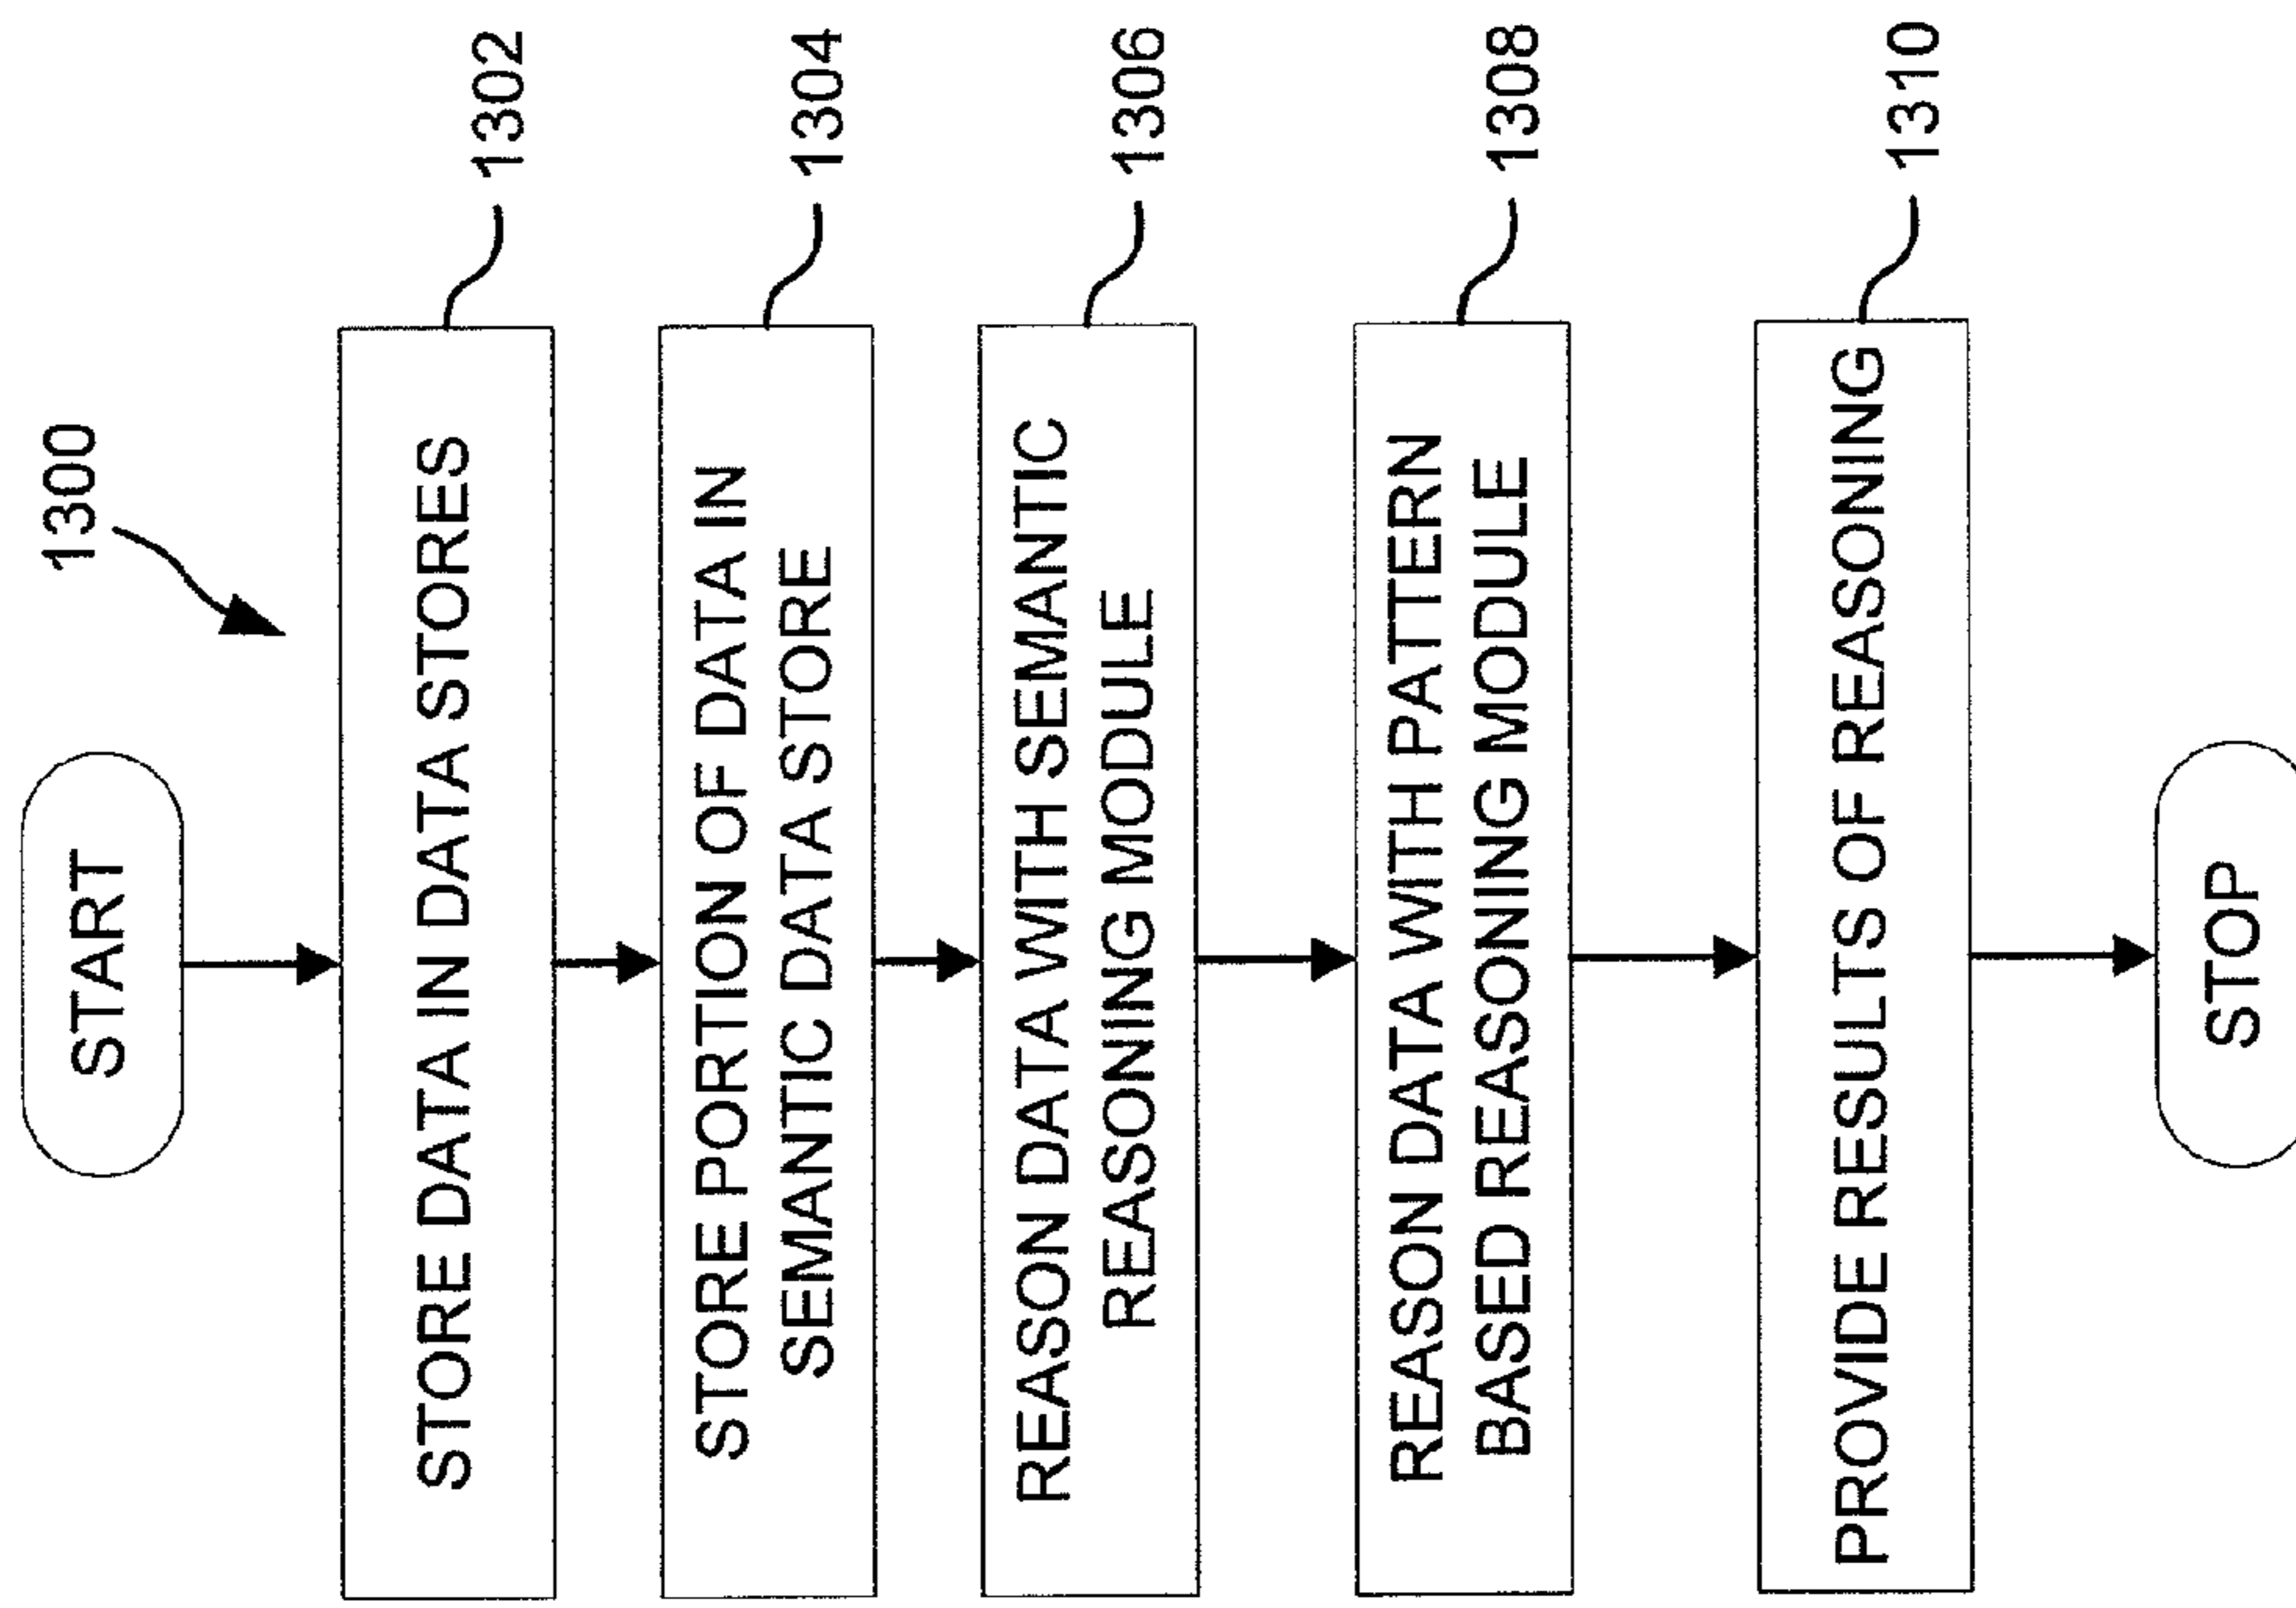 1300
START
STORE DATA IN DATA STORES
1302
STORE PORTION OF DATA IN
SEMANTIC DATA STORE
1304
REASON DATA WITH SEMANTIC
REASONING MODULE
1306
REASON DATA WITH PATTERN
BASED REASONING MODULE
1308
PROVIDE RESULTS OF REASONING
1310
STOP